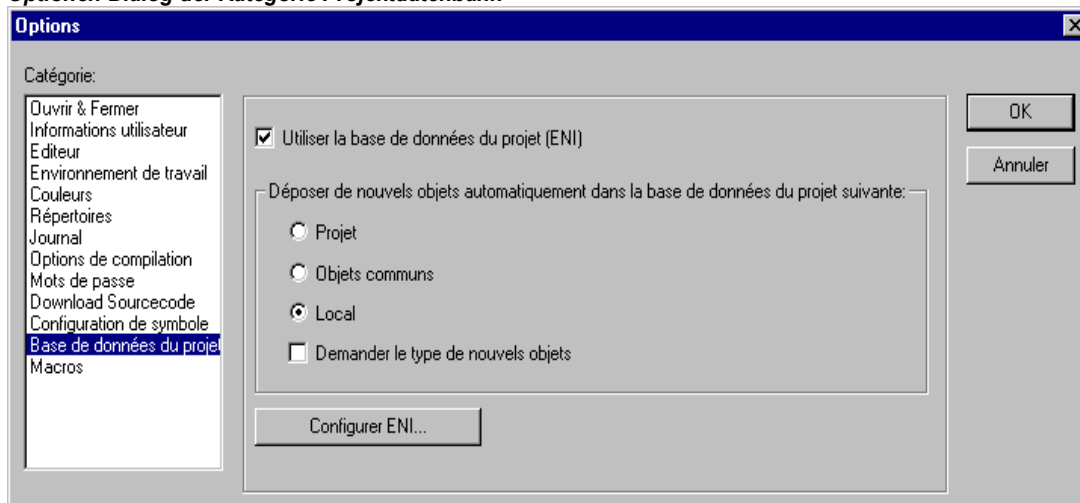 Optionen Dialog der Kategorie Projektdatenbank
Options
Catégorie:
Ouvrir & Fermer
Informations utilisateur
Editeur
Environnement de travail
Couleurs
Répertoires
Journal
Options de compilation
Mots de passe
Download Sourcecode
Configuration de symbole
Base de données du projet
Macros
Utiliser la base de données du projet (ENI)
Déposer de nouvels objets automatiquement dans la base de données du projet suivante:
Projet
Objets communs
Local
Demander le type de nouvels objets
Configurer ENI...
OK
Annuler